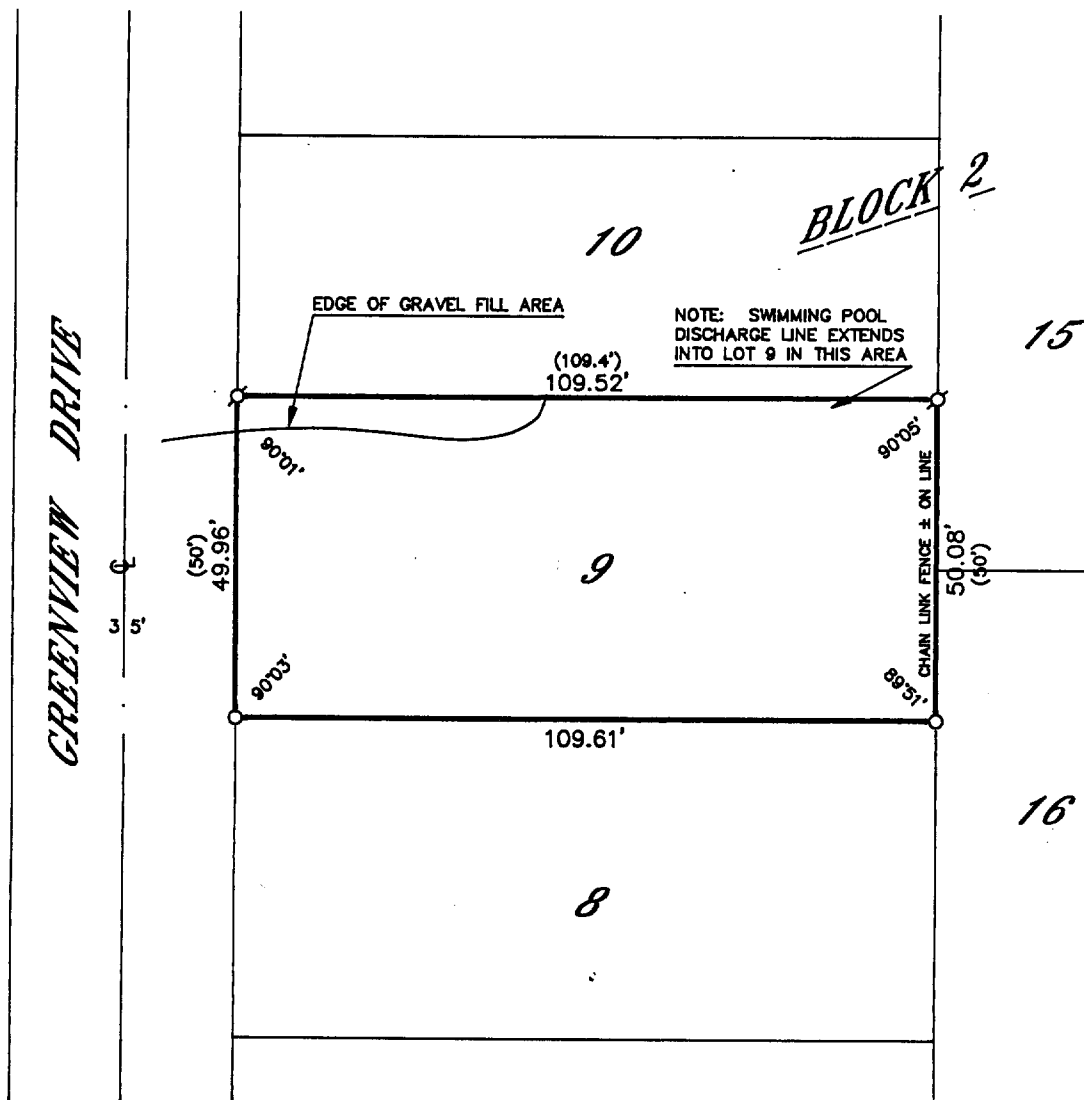 BLOCK 2
10
EDGE OF GRAVEL FILL AREA
NOTE: SWIMMING POOL
DISCHARGE LINE EXTENDS
INTO LOT 9 IN THIS AREA
15
(109.4')
109.52'
90°01'
90°05'
GREENVIEW DRIVE
℄
35'
(50')
49.96'
9
CHAIN LINK FENCE ± ON LINE
50.08'
(50')
90°03'
89°51'
109.61'
16
8